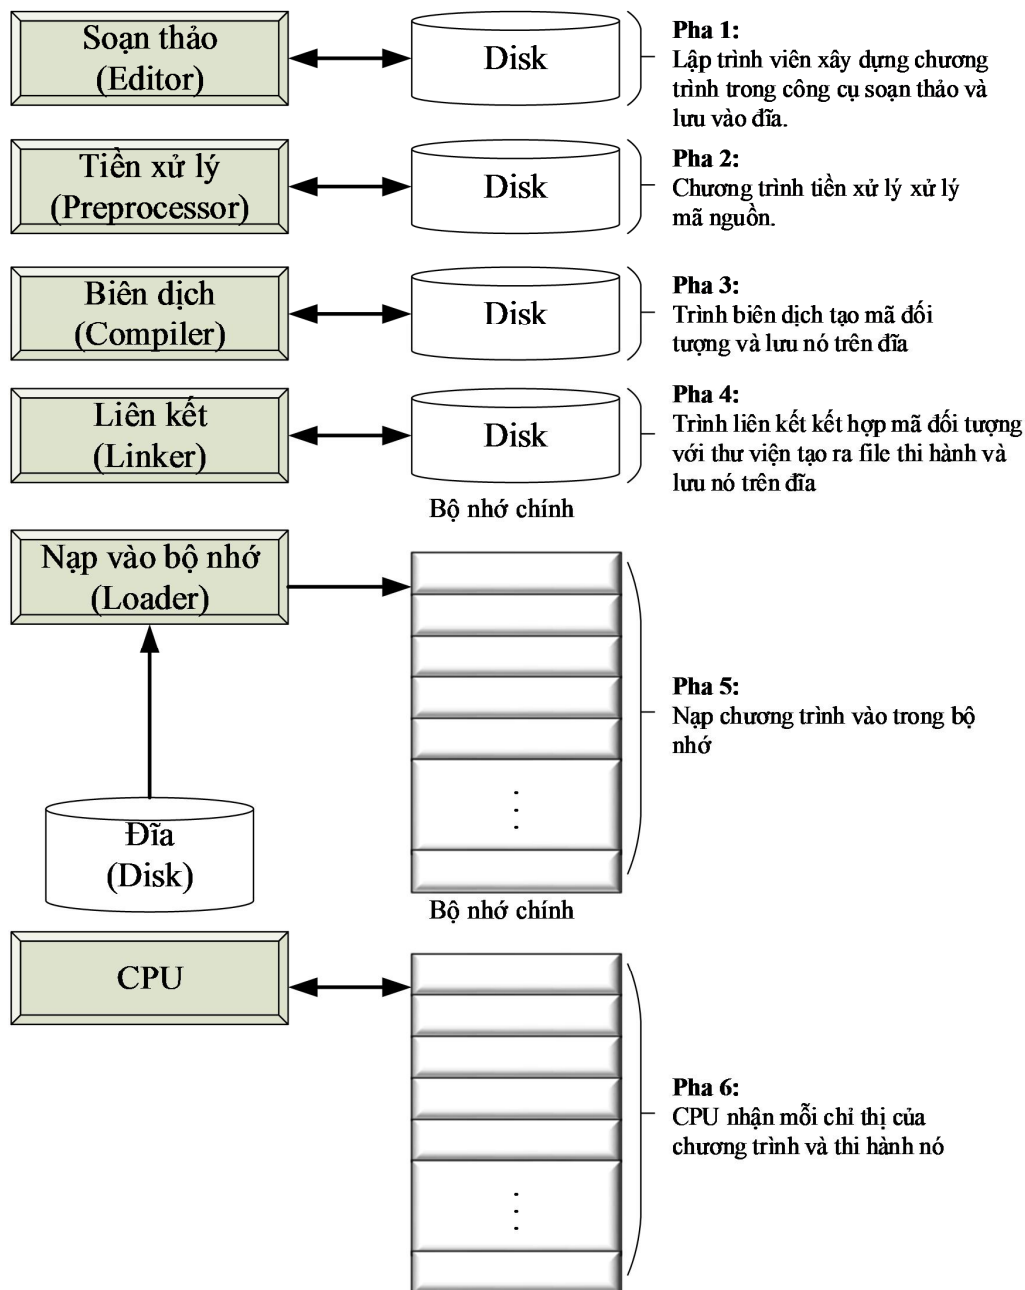 Soạn thảo
(Editor)
Disk
Pha 1:
Lập trình viên xây dựng chương
trình trong công cụ soạn thảo và
lưu vào đĩa.
Tiền xử lý
(Preprocessor)
Disk
Pha 2:
Chương trình tiền xử lý xử lý
mã nguồn.
Biên dịch
(Compiler)
Disk
Pha 3:
Trình biên dịch tạo mã đối
tượng và lưu nó trên đĩa
Liên kết
(Linker)
Disk
Pha 4:
Trình liên kết kết hợp mã đối tượng
với thư viện tạo ra file thi hành và
lưu nó trên đĩa
Bộ nhớ chính
Nạp vào bộ nhớ
(Loader)
Pha 5:
Nạp chương trình vào trong bộ
nhớ
Đĩa
(Disk)
Bộ nhớ chính
CPU
Pha 6:
CPU nhận mỗi chỉ thị của
chương trình và thi hành nó